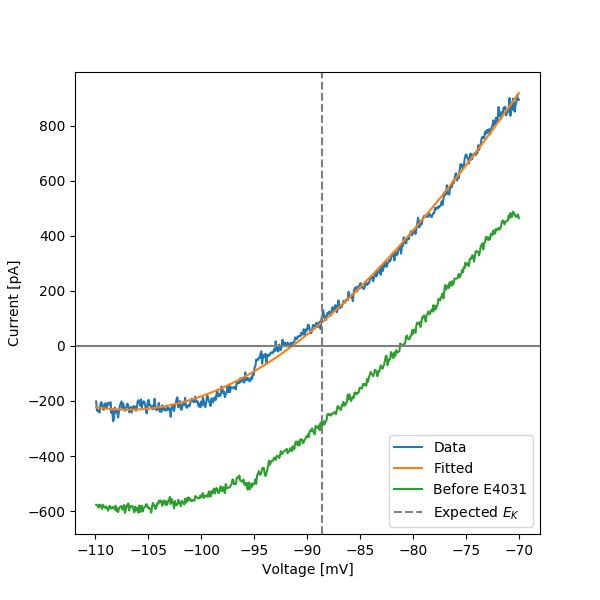 800
600
400
200
0
−200
−400
−600
Current [pA]
−110 −105 −100 −95 −90 −85 −80 −75 −70
Voltage [mV]
Data
Fitted
Before E4031
Expected $E_K$